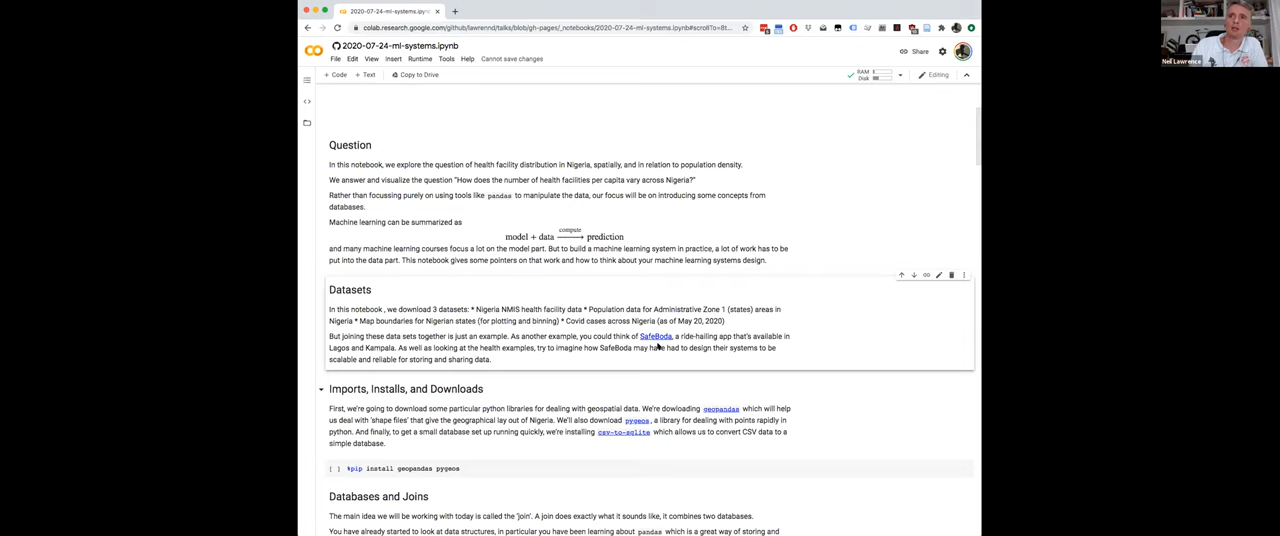 2020-07-24-ml-systems.ipynb
colab.research.google.com/github/lawrennd/talks/blob/gh-pages/_notebooks/2020-07-24-ml-systems.ipynb#scrollTo=8t...
2020-07-24-ml-systems.ipynb
Share
File Edit View Insert Runtime Tools Help Cannot save changes
+ Code + Text Copy to Drive
RAM
Disk
Editing
Neil Lawrence
Question
In this notebook, we explore the question of health facility distribution in Nigeria, spatially, and in relation to population density.
We answer and visualize the question "How does the number of health facilities per capita vary across Nigeria?"
Rather than focussing purely on using tools like pandas to manipulate the data, our focus will be on introducing some concepts from
databases.
Machine learning can be summarized as
model + data compute → prediction
and many machine learning courses focus a lot on the model part. But to build a machine learning system in practice, a lot of work has to be
put into the data part. This notebook gives some pointers on that work and how to think about your machine learning systems design.
Datasets
In this notebook , we download 3 datasets: * Nigeria NMIS health facility data * Population data for Administrative Zone 1 (states) areas in
Nigeria * Map boundaries for Nigerian states (for plotting and binning) * Covid cases across Nigeria (as of May 20, 2020)
But joining these data sets together is just an example. As another example, you could think of SafeBoda, a ride-hailing app that's available in
Lagos and Kampala. As well as looking at the health examples, try to imagine how SafeBoda may have had to design their systems to be
scalable and reliable for storing and sharing data.
Imports, Installs, and Downloads
First, we're going to download some particular python libraries for dealing with geospatial data. We're dowloading geopandas which will help
us deal with 'shape files' that give the geographical lay out of Nigeria. We'll also download pygeos, a library for dealing with points rapidly in
python. And finally, to get a small database set up running quickly, we're installing csv-to-sqlite which allows us to convert CSV data to a
simple database.
[ ] %pip install geopandas pygeos
Databases and Joins
The main idea we will be working with today is called the 'join'. A join does exactly what it sounds like, it combines two databases.
You have already started to look at data structures, in particular you have been learning about pandas which is a great way of storing and